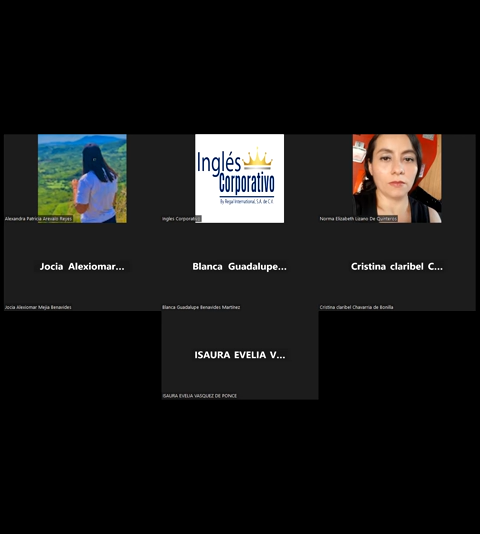 Inglés
Corporativo
By Regal International, S.A. de C.V.
Alexandra Patricia Arevalo Reyes
Ingles Corporativo
Norma Elizabeth Lizano De Quinteros
Jocia Alexiomar...
Blanca Guadalupe...
Cristina claribel C...
Jocia Alexiomar Mejia Benavides
Blanca Guadalupe Benavides Martinez
Cristina claribel Chavarria de Bonilla
ISAURA EVELIA V...
ISAURA EVELIA VASQUEZ DE PONCE